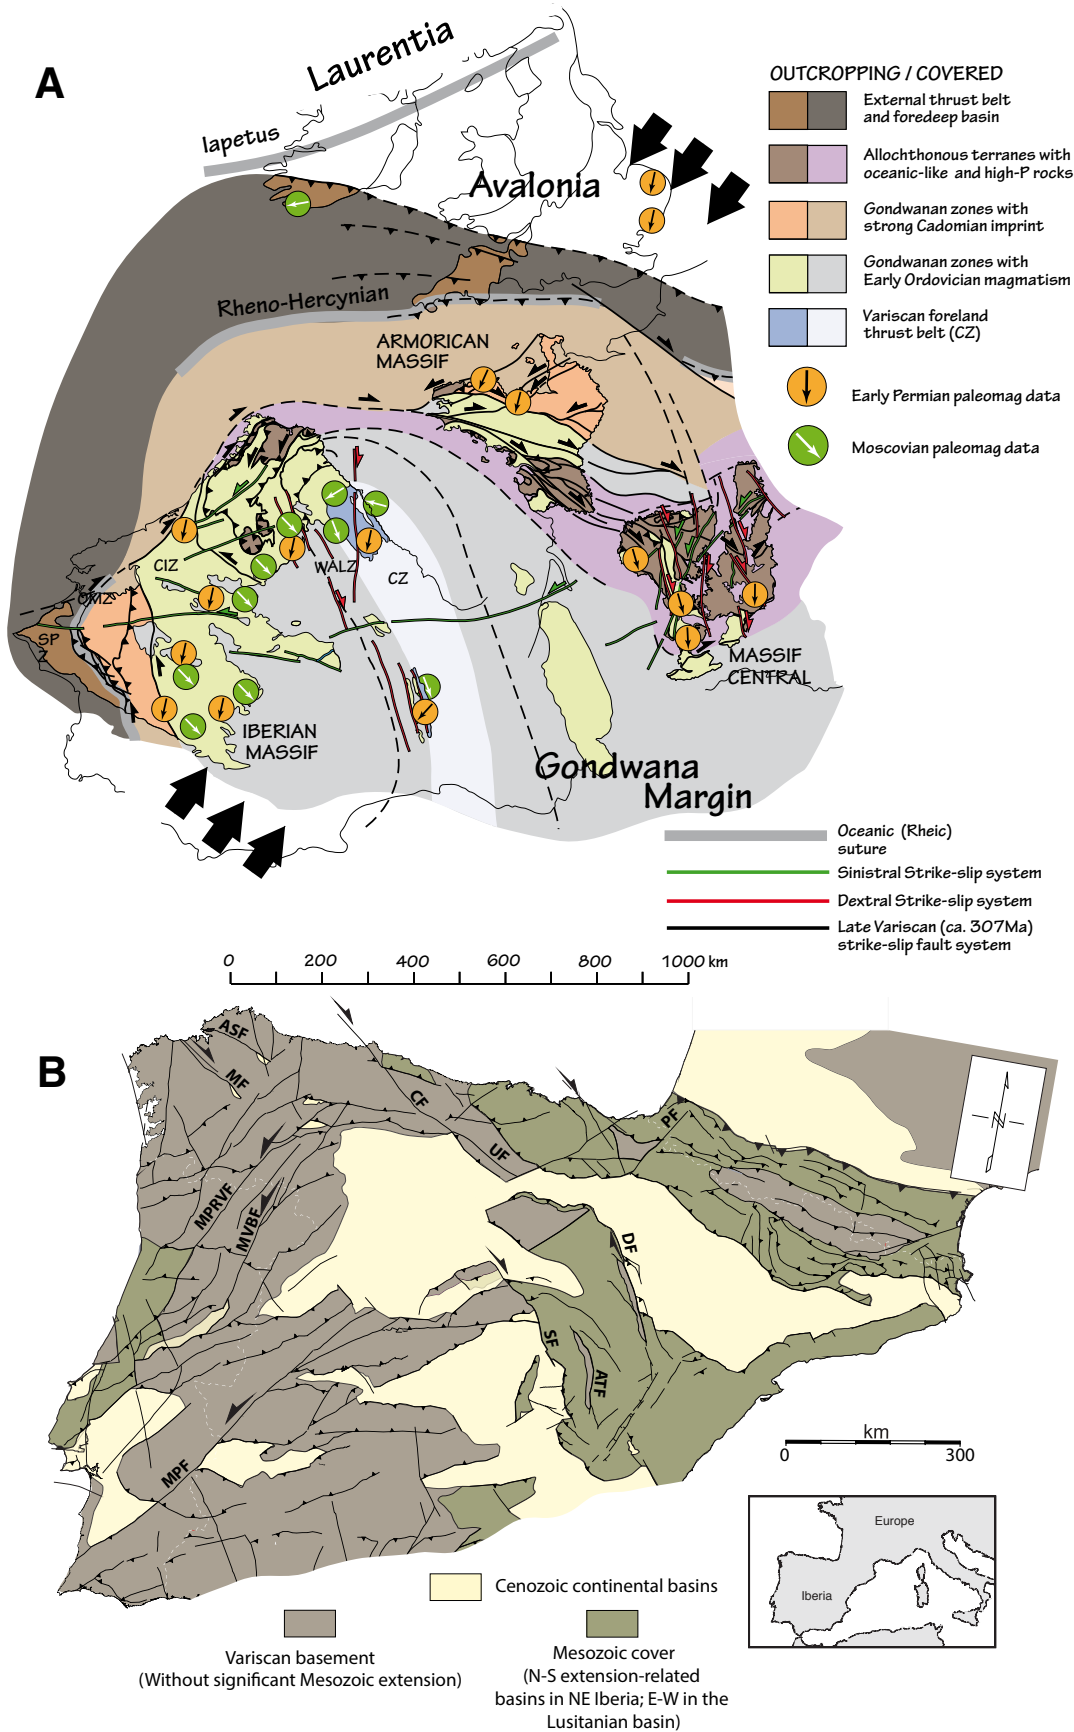 A
Laurentia
Iapetus
Avalonia
Rheno-Hercynian
ARMORICAN
MASSIF
CIZ
WALZ
CZ
OMZ
SP
IBERIAN
MASSIF
MASSIF
CENTRAL
Gondwana
Margin
OUTCROPPING / COVERED
External thrust belt
and foredeep basin
Allochthonous terranes with
oceanic-like and high-P rocks
Gondwanan zones with
strong Cadomian imprint
Gondwanan zones with
Early Ordovician magmatism
Variscan foreland
thrust belt (CZ)
Early Permian paleomag data
Moscovian paleomag data
Oceanic (Rheic)
suture
Sinistral Strike-slip system
Dextral Strike-slip system
Late Variscan (ca. 307Ma)
strike-slip fault system
0 200 400 600 800 1000 km
B
ASF
MF
CF
UF
PF
MPRVF
MVBF
DF
SF
ATF
MPF
N
km
0 300
Europe
Iberia
Cenozoic continental basins
Variscan basement
(Without significant Mesozoic extension)
Mesozoic cover
(N-S extension-related
basins in NE Iberia; E-W in the
Lusitanian basin)